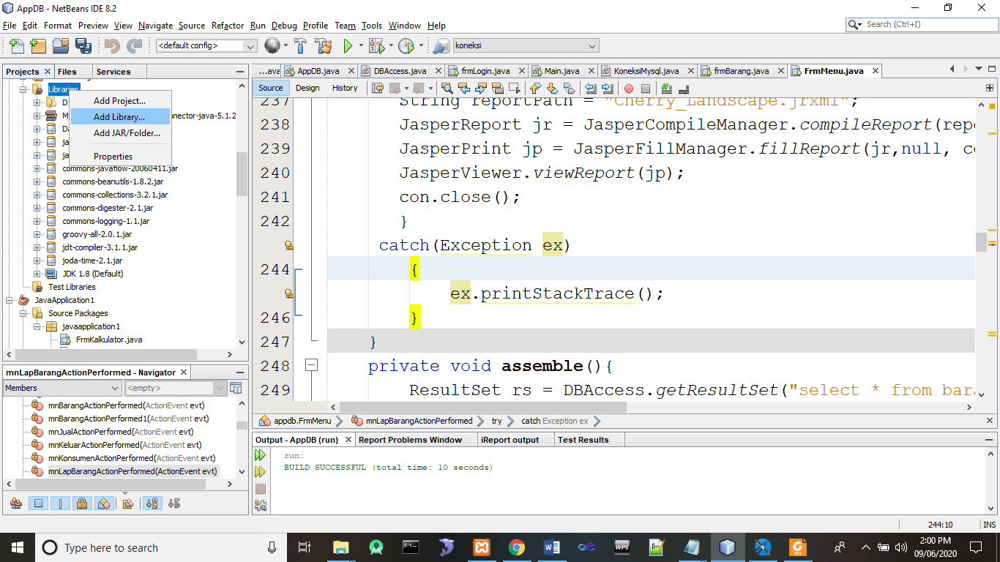 AppDB - NetBeans IDE 8.2
File Edit Format Preview View Navigate Source Refactor Run Debug Profile Team Tools Window Help
Search (Ctrl+I)
<default config>
koneksi
Projects Files Services
Libraries
Add Project...
Add Library...
Add JAR/Folder...
Properties
nnector-java-5.1.2
commons-javaflow-20060411.jar
commons-beanutils-1.8.2.jar
commons-collections-3.2.1.jar
commons-digester-2.1.jar
commons-logging-1.1.jar
groovy-all-2.0.1.jar
jdt-compiler-3.1.1.jar
joda-time-2.1.jar
JDK 1.8 (Default)
Test Libraries
JavaApplication1
Source Packages
javaapplication1
FrmKalkulator.java
...ava AppDB.java DBAccess.java frmLogin.java Main.java KoneksiMysql.java frmBarang.java FrmMenu.java
Source Design History
237 String reportPath = "Cherry_Landscape.jrxml";
238 JasperReport jr = JasperCompileManager.compileReport(repo
239 JasperPrint jp = JasperFillManager.fillReport(jr,null, co
240 JasperViewer.viewReport(jp);
241 con.close();
242 }
catch(Exception ex)
244 {
ex.printStackTrace();
246 }
247 }
248 private void assemble(){
249 ResultSet rs = DBAccess.getResultSet("select * from bara
appdb.FrmMenu mnLapBarangActionPerformed try catch Exception ex
mnLapBarangActionPerformed - Navigator
Members <empty>
mnBarangActionPerformed(ActionEvent evt)
mnBarangActionPerformed1(ActionEvent evt)
mnJualActionPerformed(ActionEvent evt)
mnKeluarActionPerformed(ActionEvent evt)
mnKonsumenActionPerformed(ActionEvent evt)
mnLapBarangActionPerformed(ActionEvent evt)
Output - AppDB (run) Report Problems Window iReport output Test Results
run:
BUILD SUCCESSFUL (total time: 10 seconds)
244:10 INS
Type here to search
WPS
PDF
2:00 PM
09/06/2020